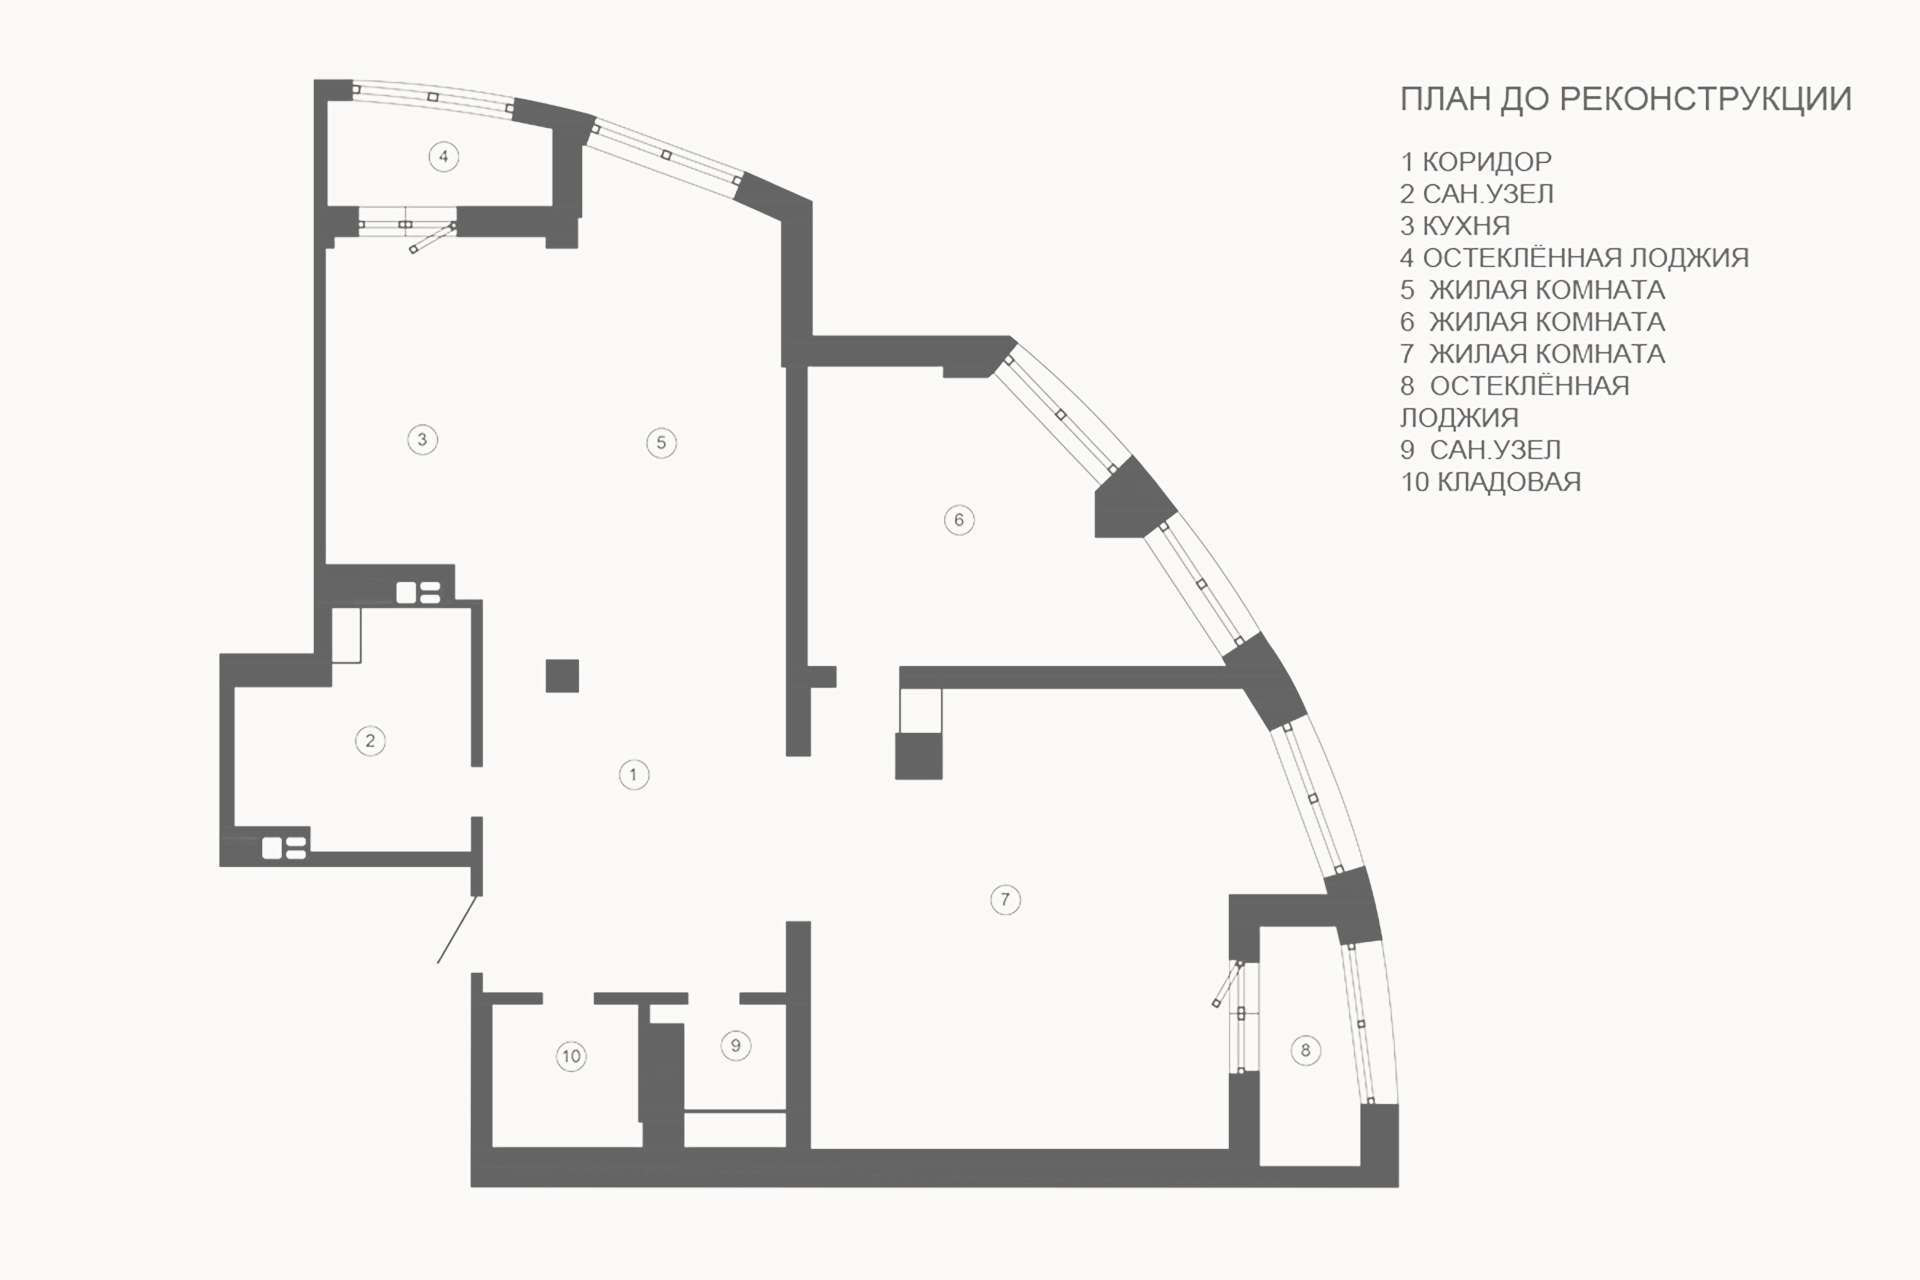 ПЛАН ДО РЕКОНСТРУКЦИИ
1 КОРИДОР
2 САН.УЗЕЛ
3 КУХНЯ
4 ОСТЕКЛЁННАЯ ЛОДЖИЯ
5 ЖИЛАЯ КОМНАТА
6 ЖИЛАЯ КОМНАТА
7 ЖИЛАЯ КОМНАТА
8 ОСТЕКЛЁННАЯ
ЛОДЖИЯ
9 САН.УЗЕЛ
10 КЛАДОВАЯ
4
3
5
6
2
1
7
10
9
8